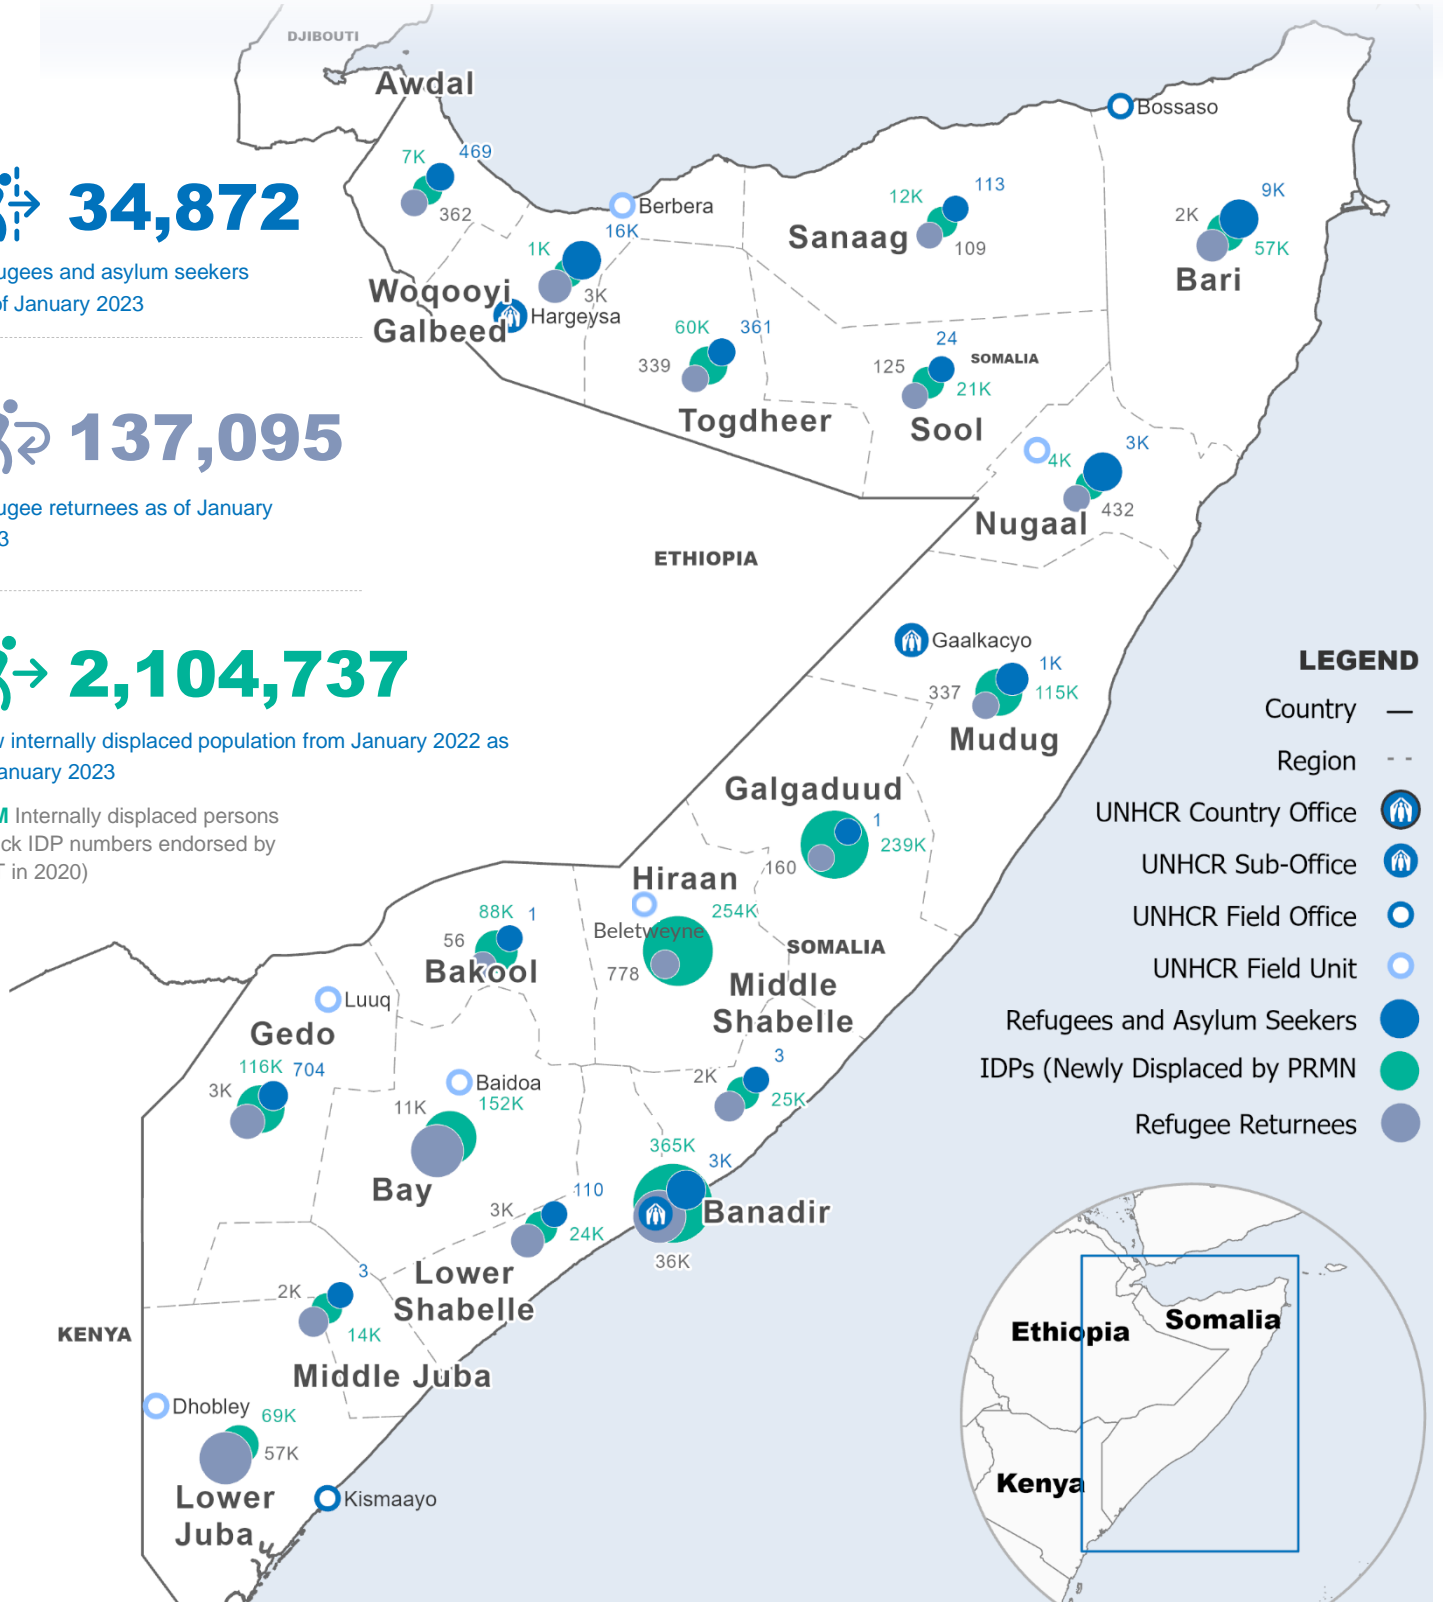 DJIBOUTI
Awdal
Bossaso
7K
469
362
34,872
ugees and asylum seekers
of January 2023
Berbera
16K
1K
3K
Woqooyi
Galbeed
Hargeysa
12K
113
109
Sanaag
9K
2K
57K
Bari
60K
361
339
Togdheer
24
125
SOMALIA
21K
Sool
137,095
ugee returnees as of January
3
3K
4K
432
Nugaal
ETHIOPIA
2,104,737
internally displaced population from January 2022 as
anuary 2023
M Internally displaced persons
ck IDP numbers endorsed by
T in 2020)
Gaalkacyo
1K
337
115K
Mudug
LEGEND
Country
Region
UNHCR Country Office
UNHCR Sub-Office
UNHCR Field Office
UNHCR Field Unit
Refugees and Asylum Seekers
IDPs (Newly Displaced by PRMN
Refugee Returnees
Galgaduud
1
239K
160
Hiraan
254K
Beletweyne
778
SOMALIA
88K
1
56
Bakool
Middle
Shabelle
3
2K
25K
Luuq
Gedo
116K
704
3K
Baidoa
152K
11K
Bay
365K
3K
Banadir
36K
110
3K
24K
Lower
Shabelle
3
2K
14K
Middle Juba
KENYA
Dhobley
69K
57K
Lower
Juba
Kismaayo
Ethiopia
Somalia
Kenya